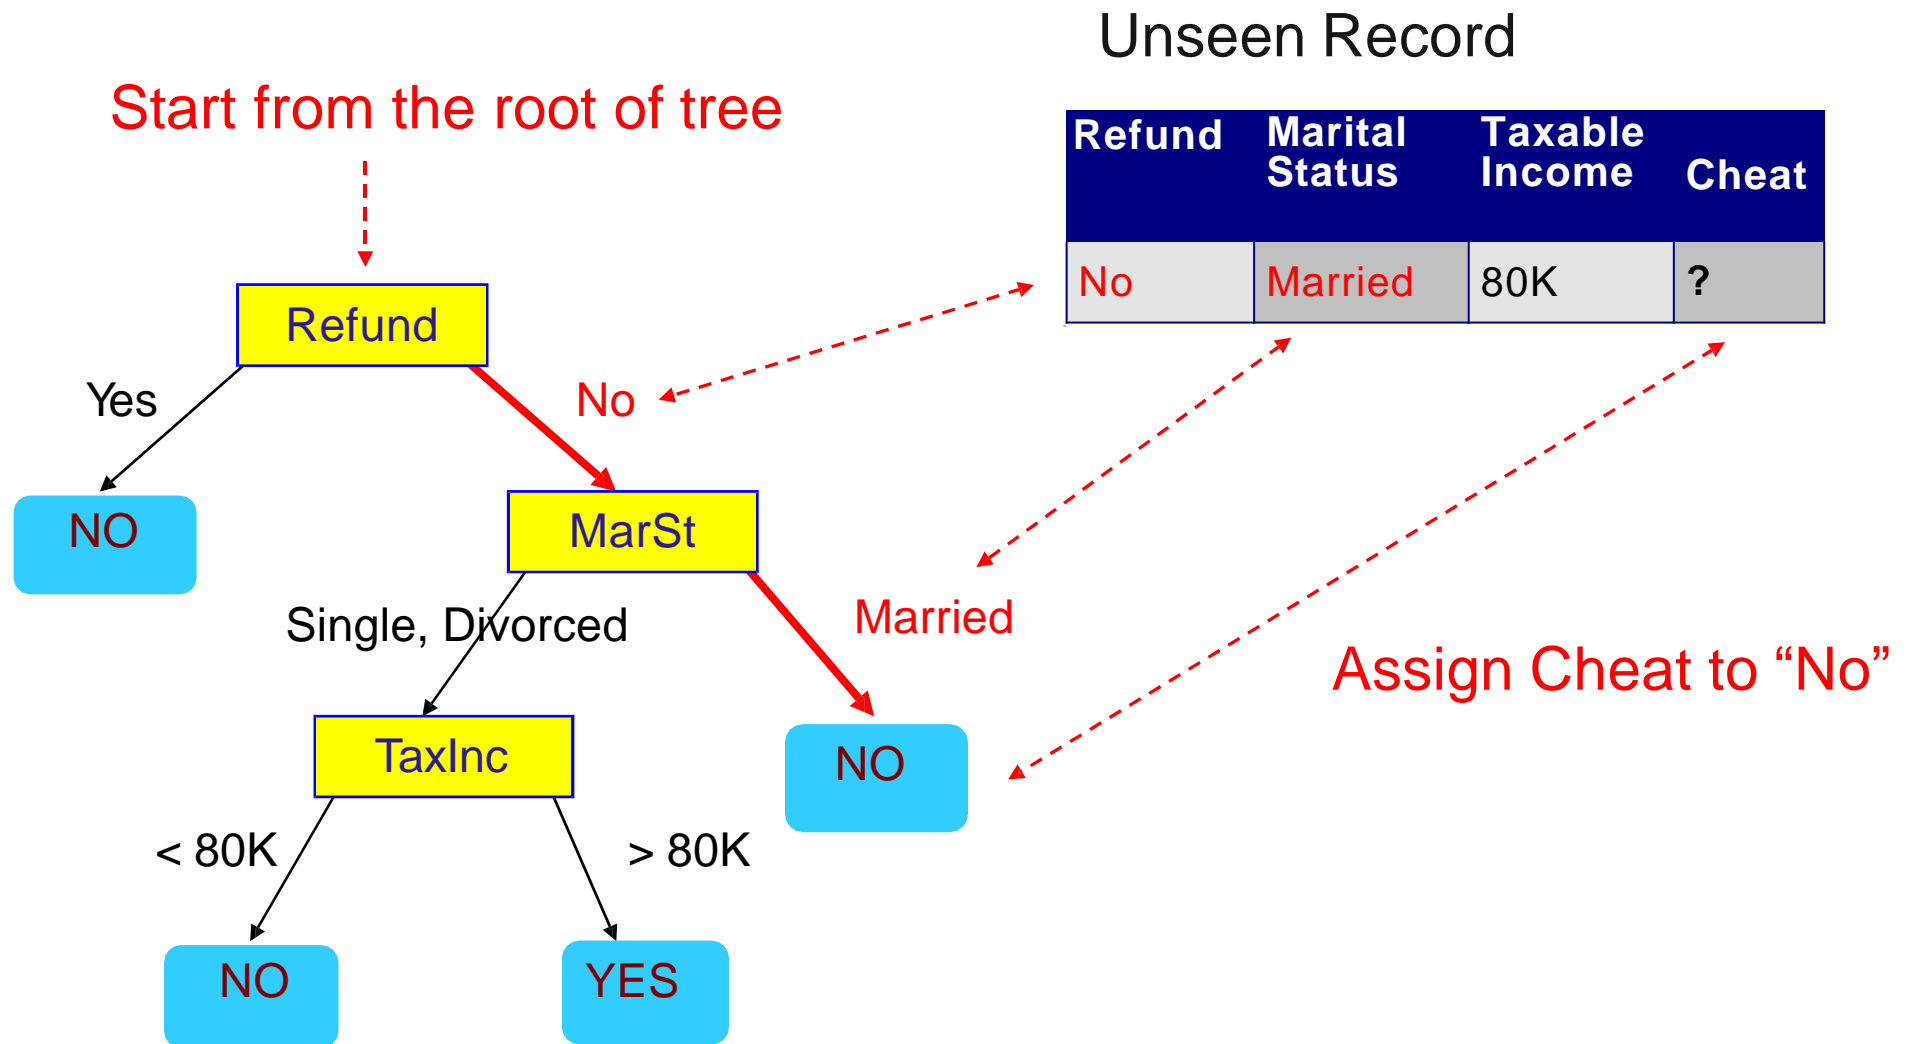 Unseen Record
Start from the root of tree
Refund Marital Taxable
Status Income Cheat
No Married 80K ?
Refund
Yes No
NO MarSt
Single, Divorced Married
Assign Cheat to “No”
TaxInc NO
< 80K > 80K
NO YES